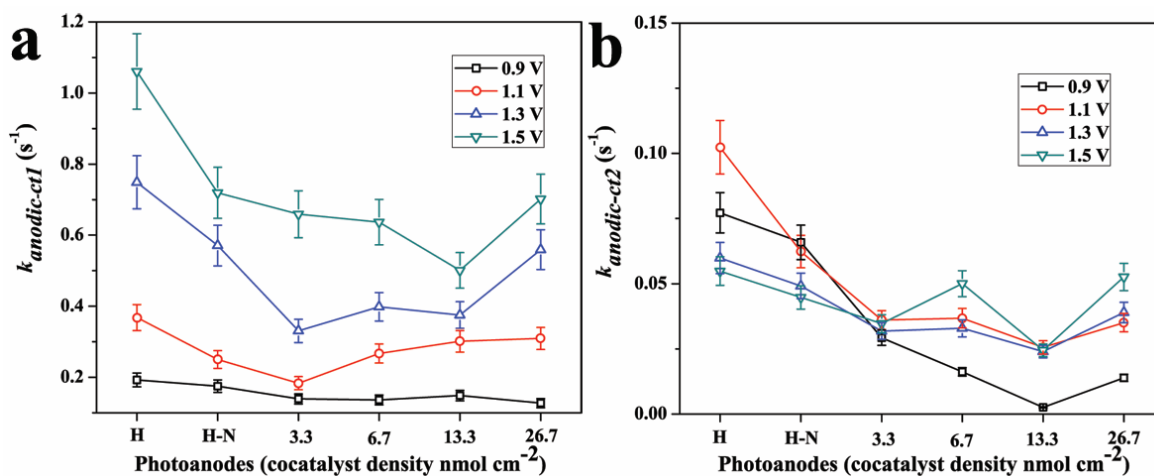 a
1.2
1.0
0.8
0.6
0.4
0.2
k anodic-ct1 (s-1)
0.9 V
1.1 V
1.3 V
1.5 V
H H-N 3.3 6.7 13.3 26.7
Photoanodes (cocatalyst density nmol cm-2)
b
0.15
0.10
0.05
0.00
k anodic-ct2 (s-1)
0.9 V
1.1 V
1.3 V
1.5 V
H H-N 3.3 6.7 13.3 26.7
Photoanodes (cocatalyst density nmol cm-2)